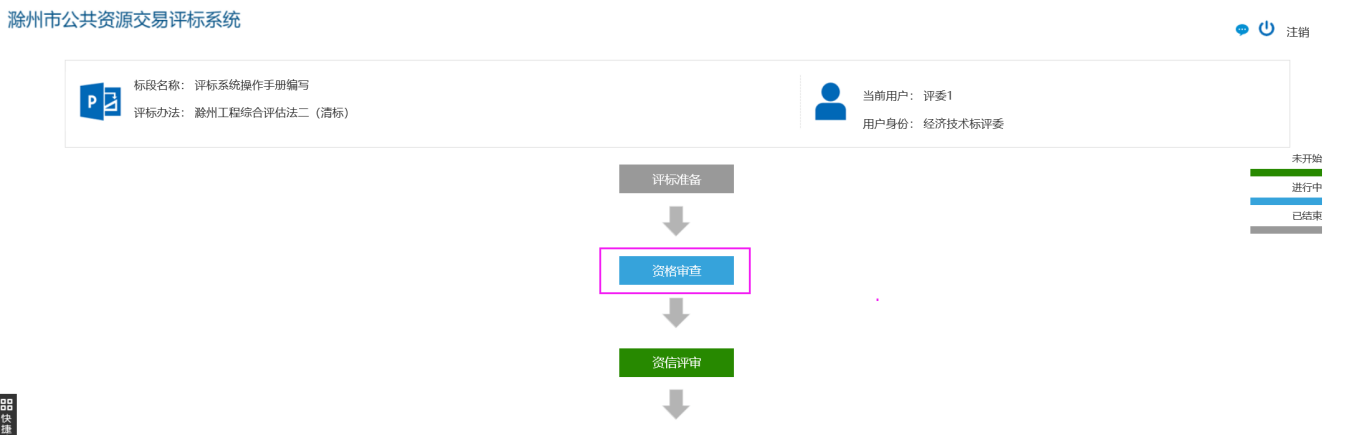 滁州市公共资源交易评标系统
注销
标段名称： 评标系统操作手册编写
评标办法： 滁州工程综合评估法二（清标）
当前用户： 评委1
用户身份： 经济技术标评委
未开始
进行中
已结束
评标准备
资格审查
资信评审
快捷